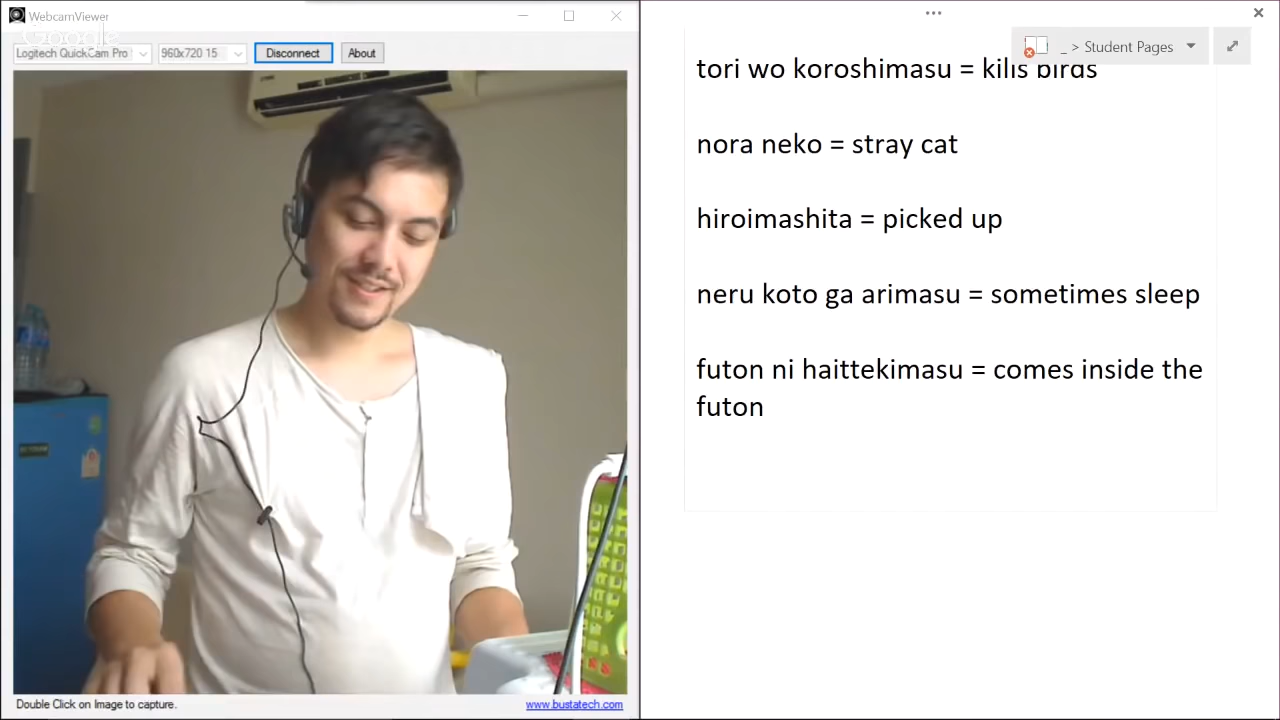 WebcamViewer
Google
Logitech QuickCam Pro
960x720 15
Disconnect
About
Double Click on Image to capture.
www.bustatech.com
_ > Student Pages
tori wo koroshimasu = kills birds
nora neko = stray cat
hiroimashita = picked up
neru koto ga arimasu = sometimes sleep
futon ni haittekimasu = comes inside the
futon